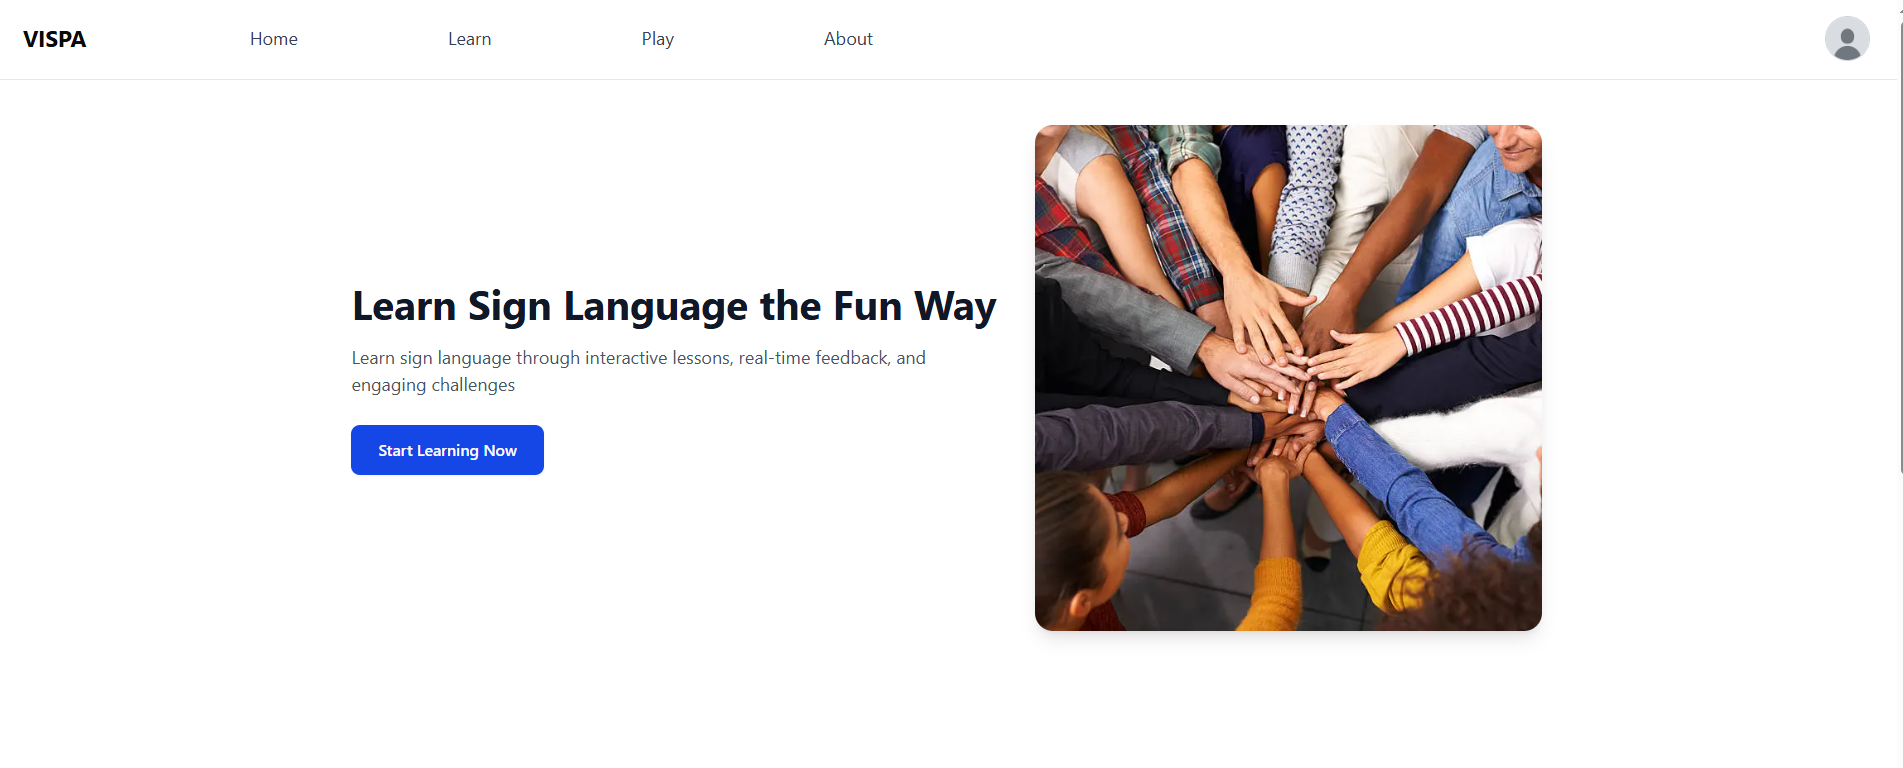 VISPA
Home
Learn
Play
About
Learn Sign Language the Fun Way
Learn sign language through interactive lessons, real-time feedback, and
engaging challenges
Start Learning Now